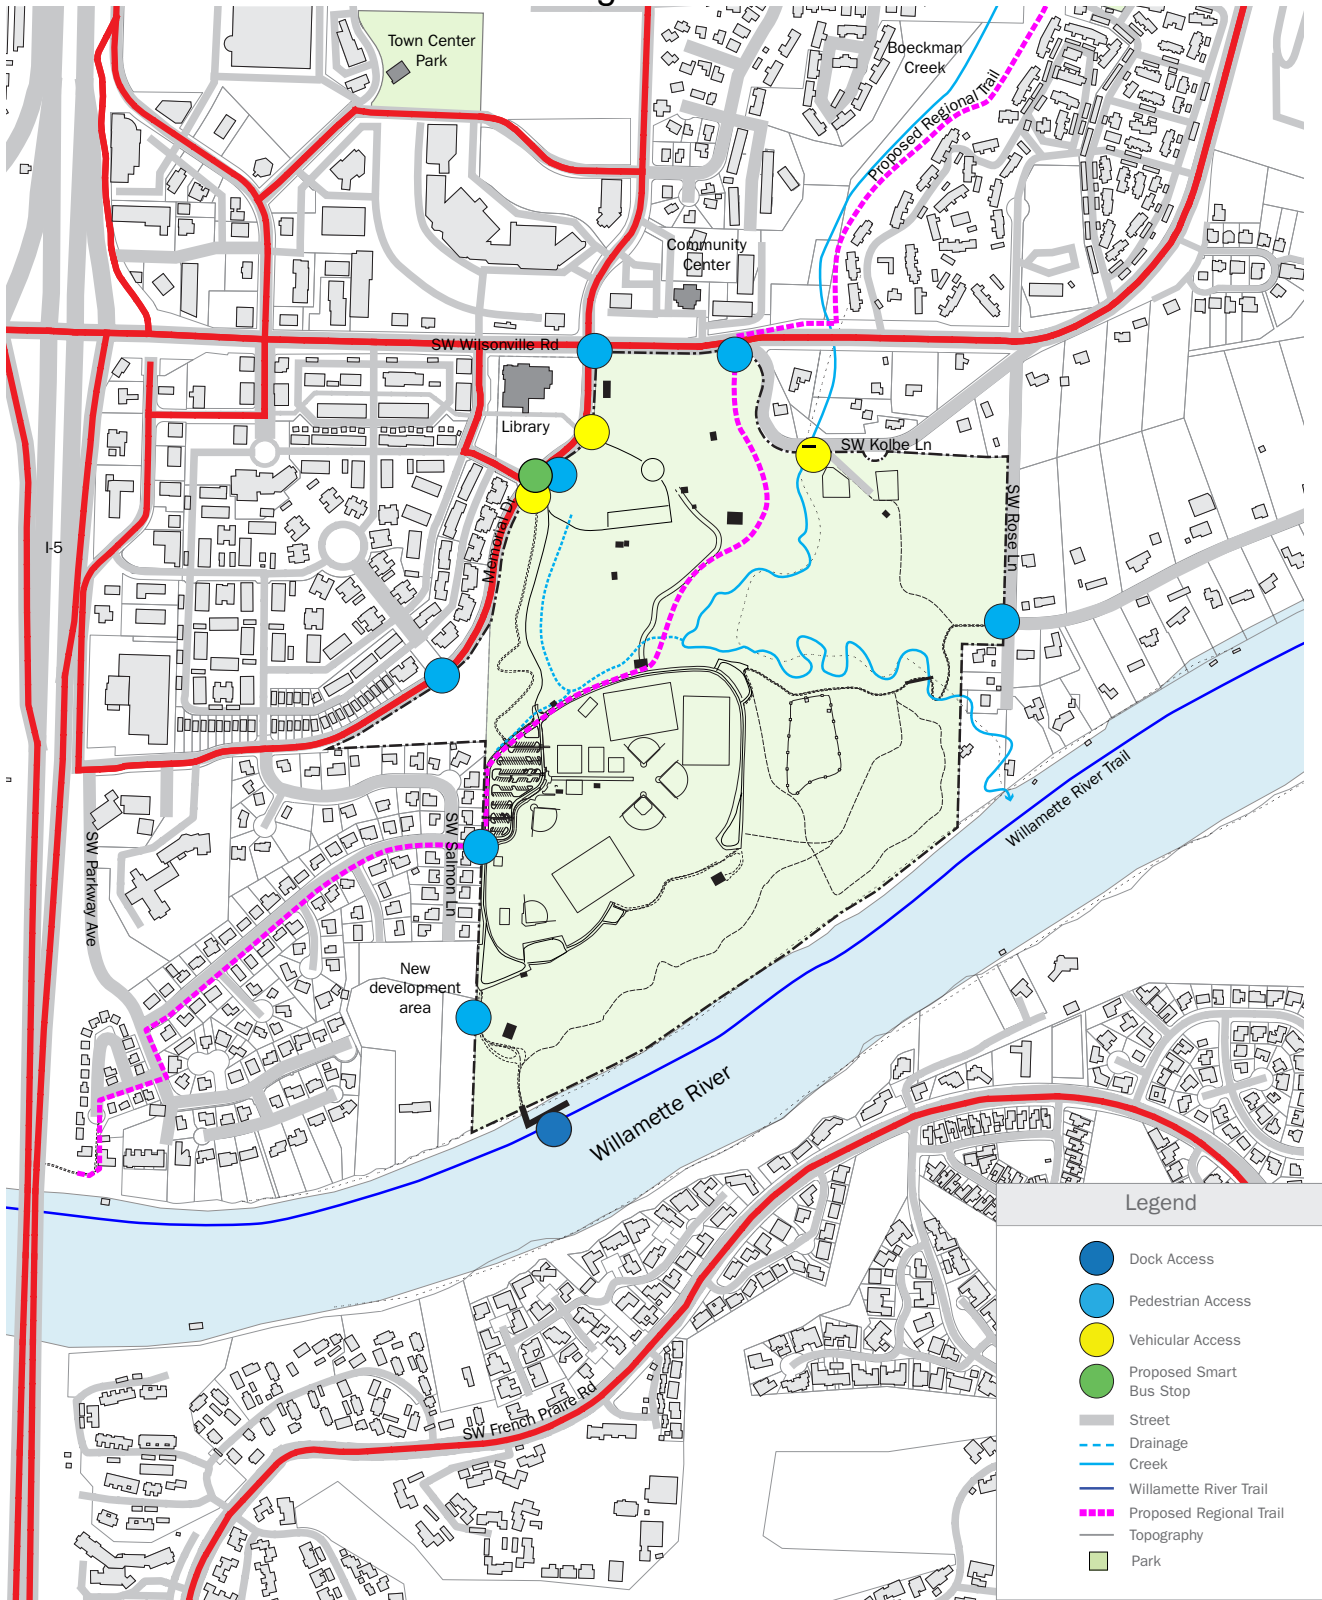 Town Center
Park
Boeckman
Creek
Proposed Regional Trail
Community
Center
SW Wilsonville Rd
Library
SW Kolbe Ln
Memorial Dr
SW Rose Ln
I-5
Willamette River Trail
SW Parkway Ave
SW Salmon Ln
New
development
area
Willamette River
SW French Praire Rd
Legend
Dock Access
Pedestrian Access
Vehicular Access
Proposed Smart
Bus Stop
Street
Drainage
Creek
Willamette River Trail
Proposed Regional Trail
Topography
Park